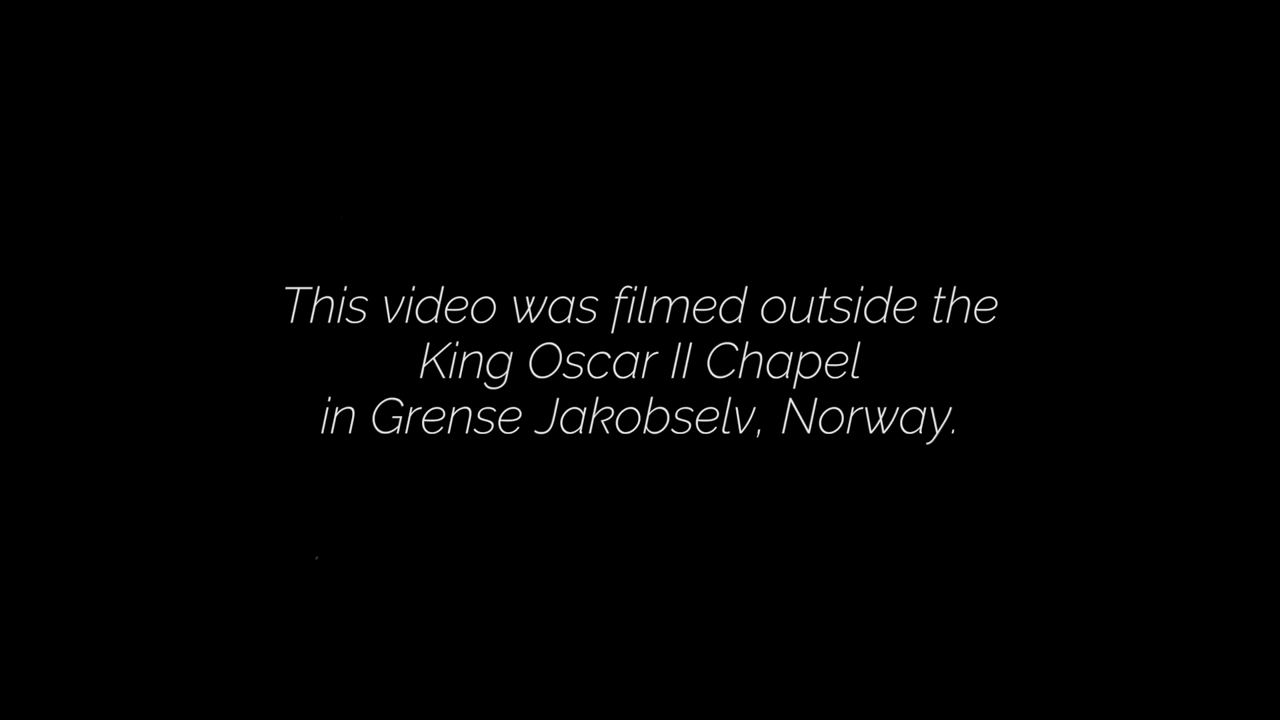 This video was filmed outside the
King Oscar II Chapel
in Grense Jakobselv, Norway.